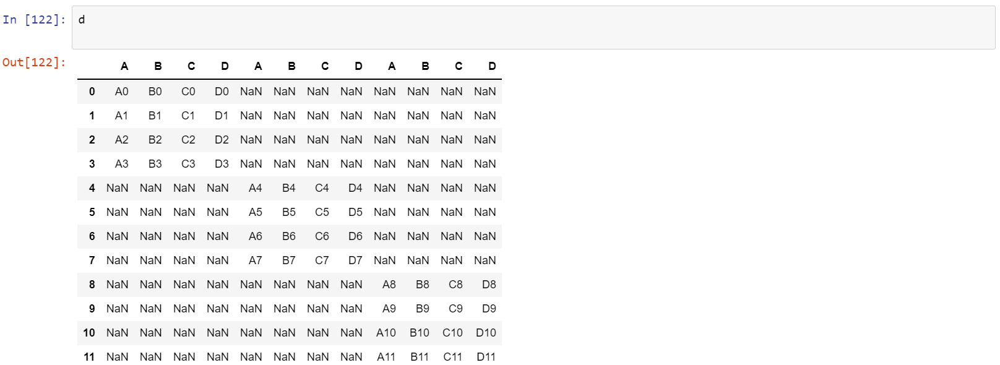 In [122]: d
Out[122]:
A B C D A B C D A B C D
0 A0 B0 C0 D0 NaN NaN NaN NaN NaN NaN NaN NaN
1 A1 B1 C1 D1 NaN NaN NaN NaN NaN NaN NaN NaN
2 A2 B2 C2 D2 NaN NaN NaN NaN NaN NaN NaN NaN
3 A3 B3 C3 D3 NaN NaN NaN NaN NaN NaN NaN NaN
4 NaN NaN NaN NaN A4 B4 C4 D4 NaN NaN NaN NaN
5 NaN NaN NaN NaN A5 B5 C5 D5 NaN NaN NaN NaN
6 NaN NaN NaN NaN A6 B6 C6 D6 NaN NaN NaN NaN
7 NaN NaN NaN NaN A7 B7 C7 D7 NaN NaN NaN NaN
8 NaN NaN NaN NaN NaN NaN NaN NaN A8 B8 C8 D8
9 NaN NaN NaN NaN NaN NaN NaN NaN A9 B9 C9 D9
10 NaN NaN NaN NaN NaN NaN NaN NaN A10 B10 C10 D10
11 NaN NaN NaN NaN NaN NaN NaN NaN A11 B11 C11 D11